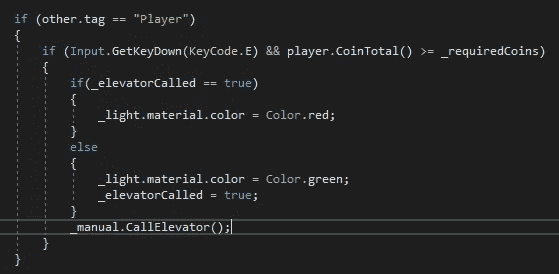 if (other.tag == "Player")
{
if (Input.GetKeyDown(KeyCode.E) && player.CoinTotal() >= _requiredCoins)
{
if(_elevatorCalled == true)
{
_light.material.color = Color.red;
}
else
{
_light.material.color = Color.green;
_elevatorCalled = true;
}
_manual.CallElevator();
}
}